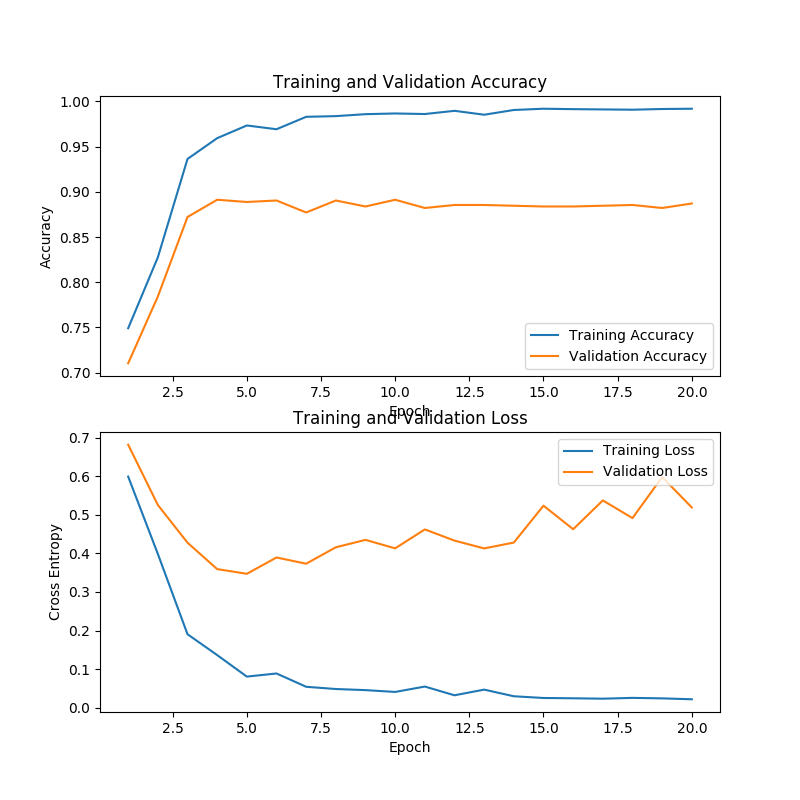 Training and Validation Accuracy
1.00
0.95
0.90
0.85
0.80
0.75
0.70
Accuracy
Training Accuracy
Validation Accuracy
2.5 5.0 7.5 10.0 12.5 15.0 17.5 20.0
Epoch
Training and Validation Loss
0.7
0.6
0.5
0.4
0.3
0.2
0.1
0.0
Cross Entropy
Training Loss
Validation Loss
2.5 5.0 7.5 10.0 12.5 15.0 17.5 20.0
Epoch